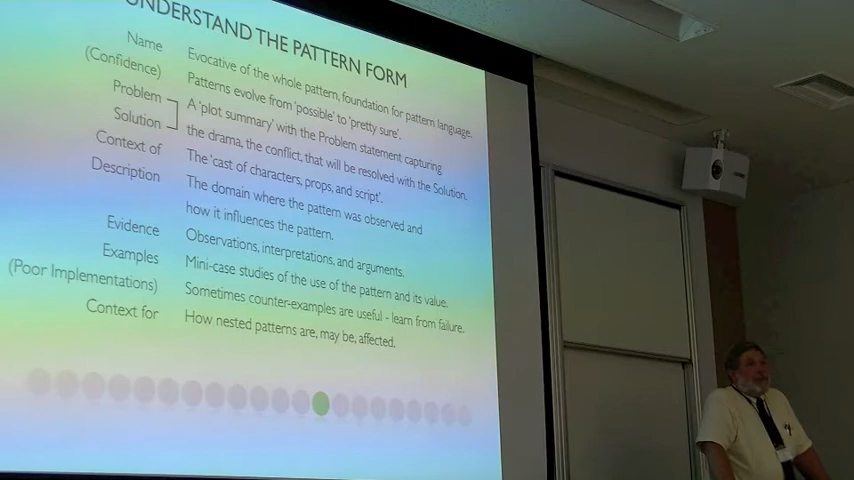 UNDERSTAND THE PATTERN FORM
Name Evocative of the whole pattern, foundation for pattern language.
(Confidence) Patterns evolve from 'possible' to 'pretty sure'.
Problem A 'plot summary' with the Problem statement capturing
Solution the drama, the conflict, that will be resolved with the Solution.
Context of The 'cast of characters, props, and script'.
Description The domain where the pattern was observed and
how it influences the pattern.
Evidence Observations, interpretations, and arguments.
Examples Mini-case studies of the use of the pattern and its value.
(Poor Implementations) Sometimes counter-examples are useful - learn from failure.
Context for How nested patterns are, may be, affected.